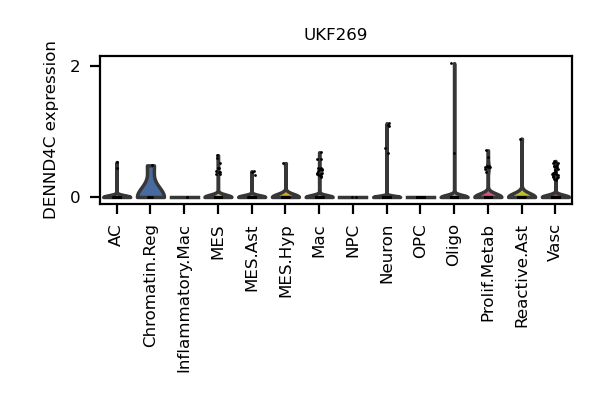 UKF269
DENND4C expression
2
0
AC
Chromatin.Reg
Inflammatory.Mac
MES
MES.Ast
MES.Hyp
Mac
NPC
Neuron
OPC
Oligo
Prolif.Metab
Reactive.Ast
Vasc